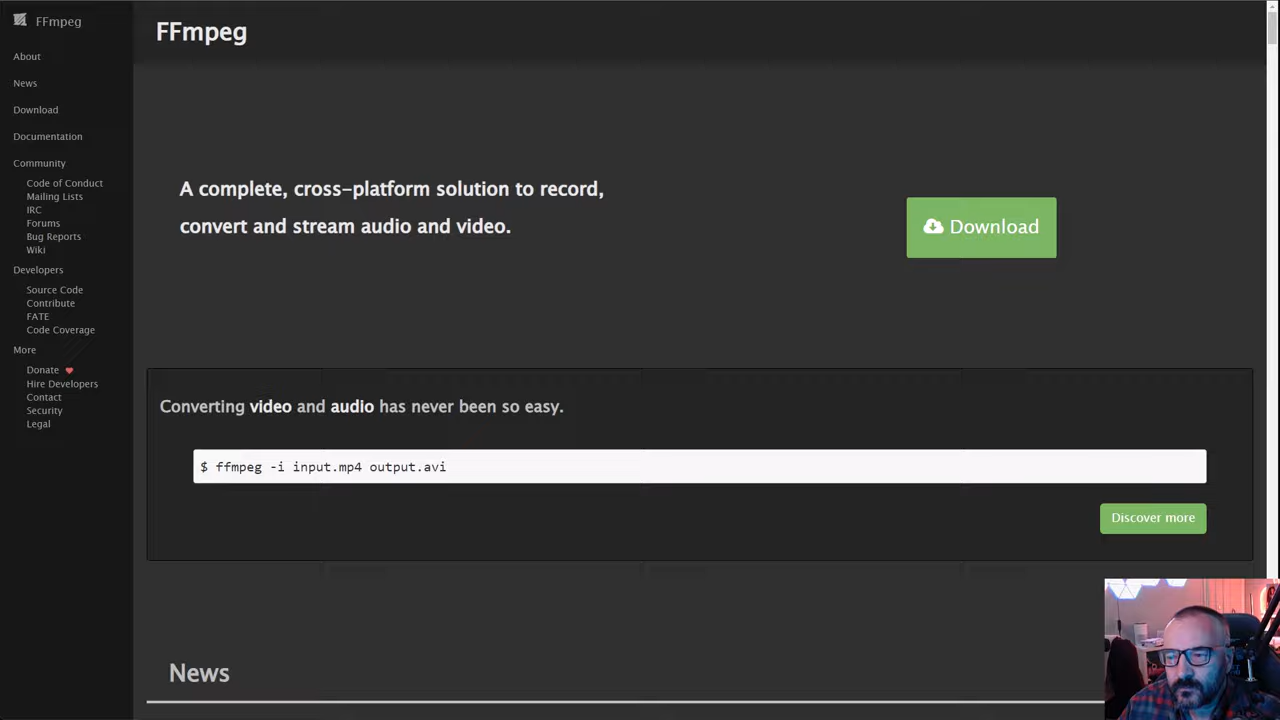 FFmpeg
About
News
Download
Documentation
Community
Code of Conduct
Mailing Lists
IRC
Forums
Bug Reports
Wiki
Developers
Source Code
Contribute
FATE
Code Coverage
More
Donate
Hire Developers
Contact
Security
Legal
FFmpeg
A complete, cross-platform solution to record,
convert and stream audio and video.
Download
Converting video and audio has never been so easy.
$ ffmpeg -i input.mp4 output.avi
Discover more
News